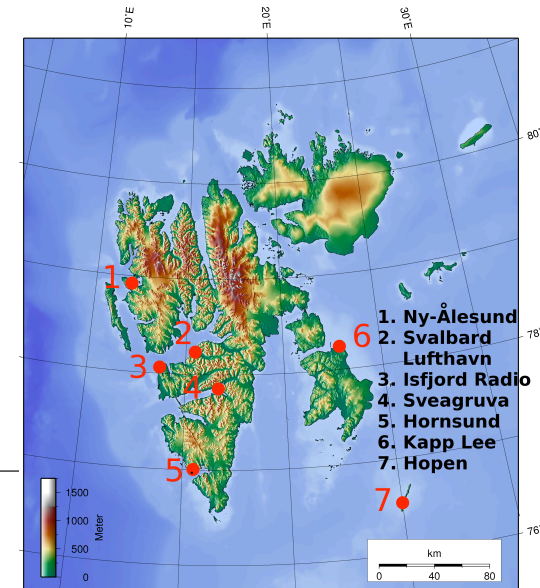 10°E
20°E
30°E
80°
1
1. Ny-Ålesund
2. Svalbard
Lufthavn
3. Isfjord Radio
4. Sveagruva
5. Hornsund
6. Kapp Lee
7. Hopen
2
6
78°
3
4
5
7
1500
1000
500
0
Meter
76°
km
0 40 80